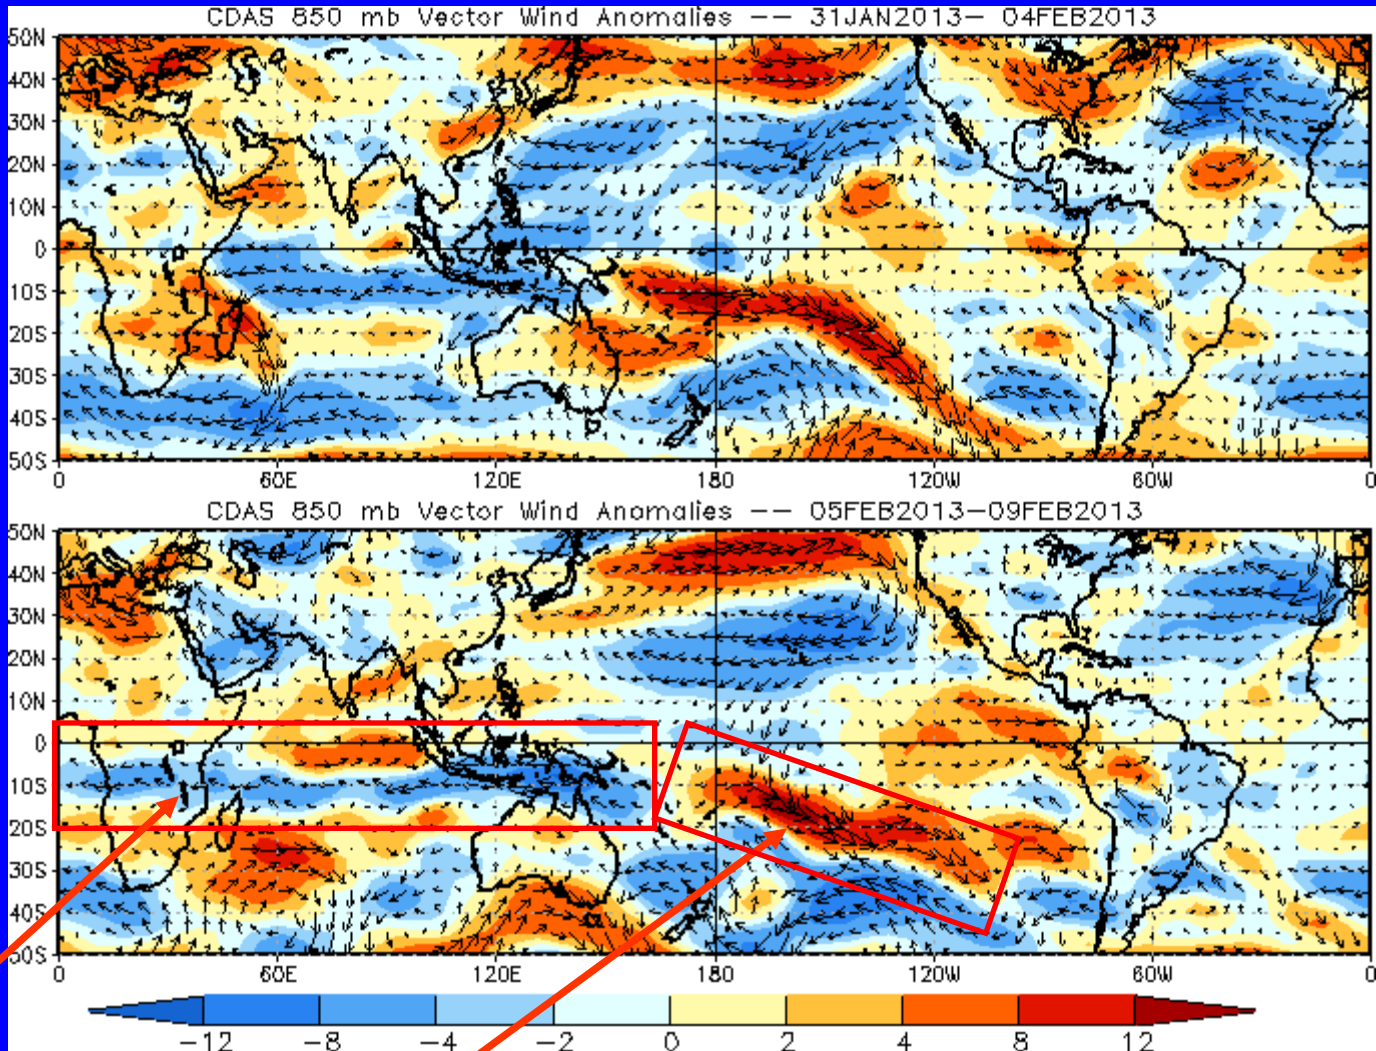 CDAS 850 mb Vector Wind Anomalies -- 31JAN2013- 04FEB2013
50N
40N
30N
20N
10N
0
10S
20S
30S
40S
50S
0 60E 120E 180 120W 60W 0
CDAS 850 mb Vector Wind Anomalies -- 05FEB2013-09FEB2013
50N
40N
30N
20N
10N
0
10S
20S
30S
40S
50S
0 60E 120E 180 120W 60W 0
-12 -8 -4 -2 0 2 4 8 12